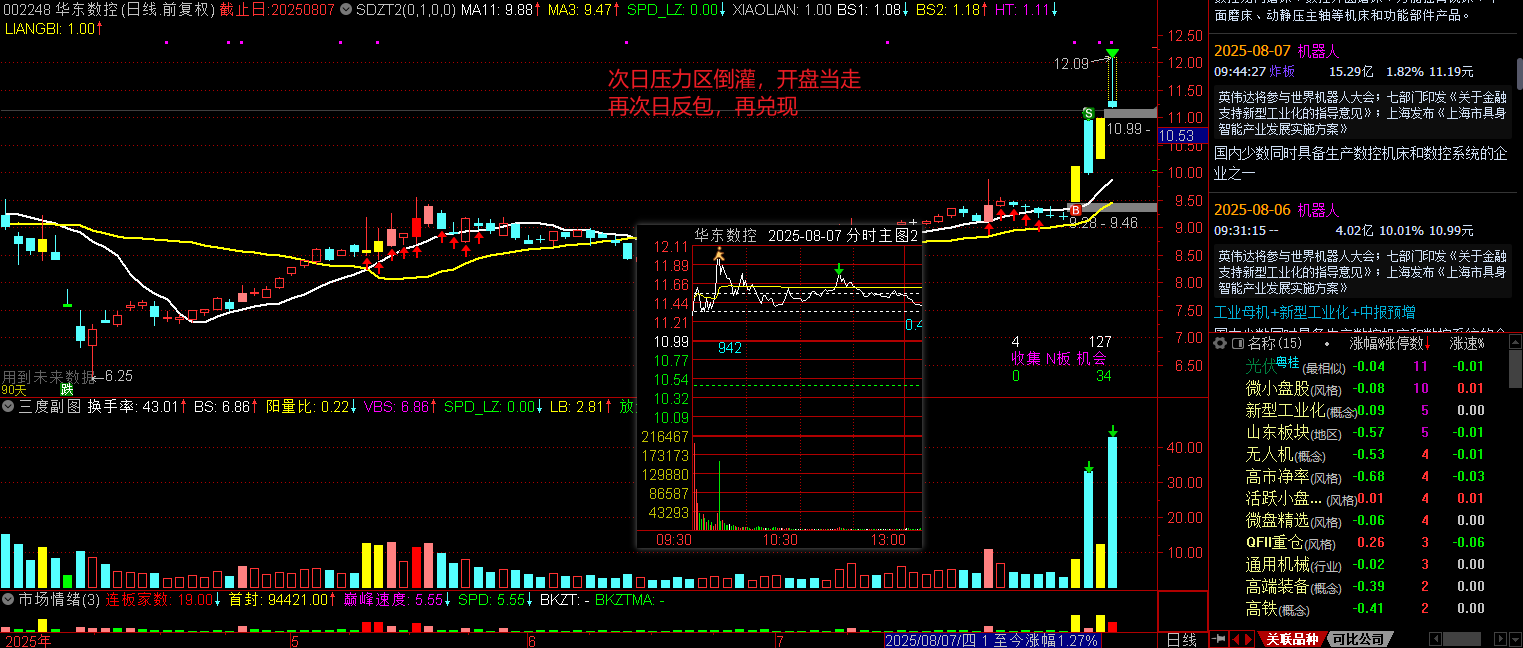 002248 华东数控(日线.前复权) 截止日:20250807 SDZT2(0,1,0,0) MA11: 9.88↑ MA3: 9.47↑ SPD_LZ: 0.00↓ XIAOLIAN: 1.00 BS1: 1.08↓ BS2: 1.18↑ HT: 1.11↓
LIANGBI: 1.00↑
次日压力区倒灌，开盘当走
再次日反包，再兑现
12.09
10.99 -
9.46
12.50
12.00
11.50
11.00
10.53
10.50
10.00
9.50
9.00
8.50
8.00
7.50
7.00
6.50
S
B
华东数控 2025-08-07 分时主图2
12.11
11.88
11.66
11.44
11.21
10.99
10.77
10.54
10.32
10.09
216467
173173
129880
86587
43293
942
0.4
09:30 10:30 13:00
4 127
收集 N板 机会
0 34
用到未来数据
←6.25
90天
跌
三度副图 换手率: 43.01↑ BS: 6.86↑ 阳量比: 0.22↓ VBS: 6.86↑ SPD_LZ: 0.00↓ LB: 2.81↑ 放
40.00
30.00
20.00
10.00
市场情绪(3) 连板家数: 19.00↓ 首封: 94421.00↑ 巅峰速度: 5.55↓ SPD: 5.55↓ BKZT: - BKZTMA: -
2025年 5 6 7 2025/08/07/四 1 至今涨幅1.27% 日线
面磨床、动静压主轴等机床和功能部件产品。
2025-08-07 机器人
09:44:27 炸板 15.29亿 1.82% 11.19元
英伟达将参与世界机器人大会；七部门印发《关于金融
支持新型工业化的指导意见》；上海发布《上海市具身
智能产业发展实施方案》
国内少数同时具备生产数控机床和数控系统的企
业之一
2025-08-06 机器人
09:31:15 -- 4.02亿 10.01% 10.99元
英伟达将参与世界机器人大会；七部门印发《关于金融
支持新型工业化的指导意见》；上海发布《上海市具身
智能产业发展实施方案》
工业母机+新型工业化+中报预增
国内少数同时具备生产数控机床和数控系统的企
名称(15) 涨幅% 涨停数↓ 涨速%
光伏 粤桂 (最相似) -0.04 11 -0.01
微小盘股(风格) -0.08 10 0.01
新型工业化(概念) -0.09 5 0.00
山东板块(地区) -0.57 5 -0.01
无人机(概念) -0.53 4 -0.01
高市净率(风格) -0.68 4 -0.03
活跃小盘…(风格) 0.01 4 0.01
微盘精选(风格) -0.06 4 0.00
QFII重仓(风格) 0.26 3 -0.06
通用机械(行业) -0.02 3 0.00
高端装备(概念) -0.39 2 0.00
高铁(概念) -0.41 2 0.00
关联品种 可比公司